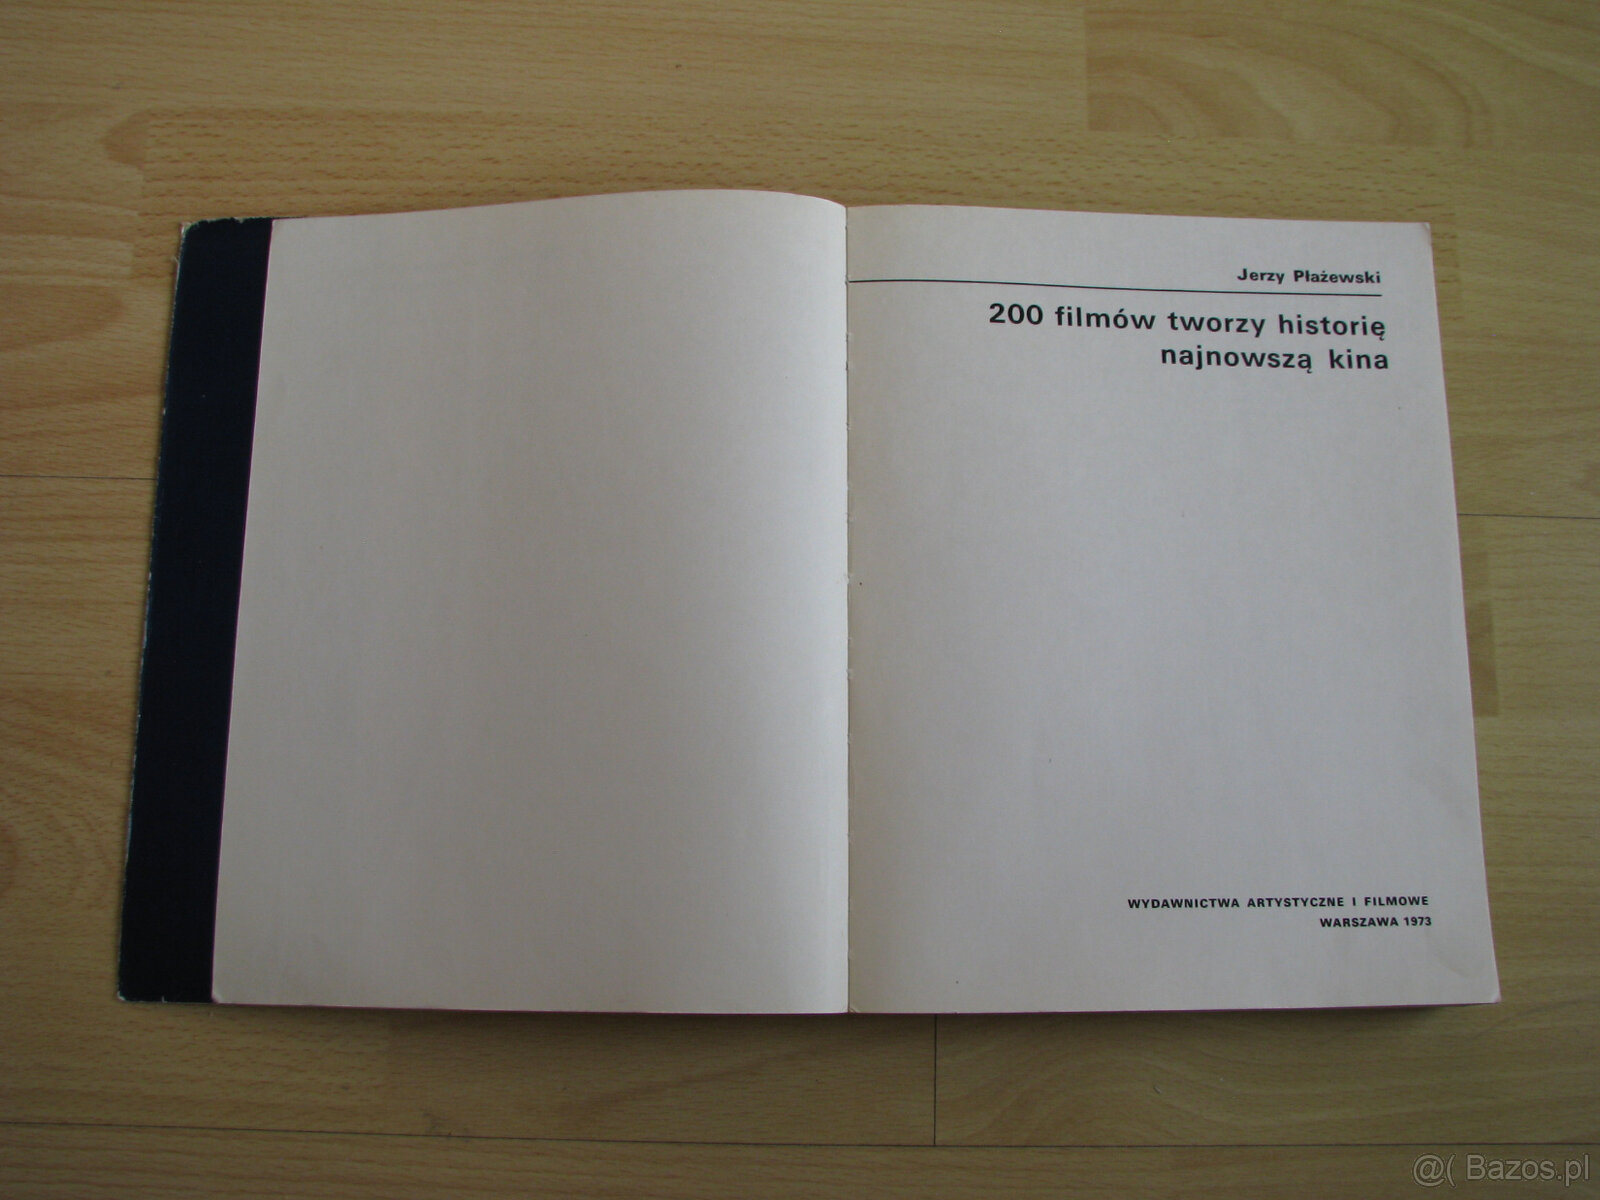 Jerzy Płażewski
200 filmów tworzy historię
najnowszą kina
WYDAWNICTWA ARTYSTYCZNE I FILMOWE
WARSZAWA 1973
@( Bazos.pl